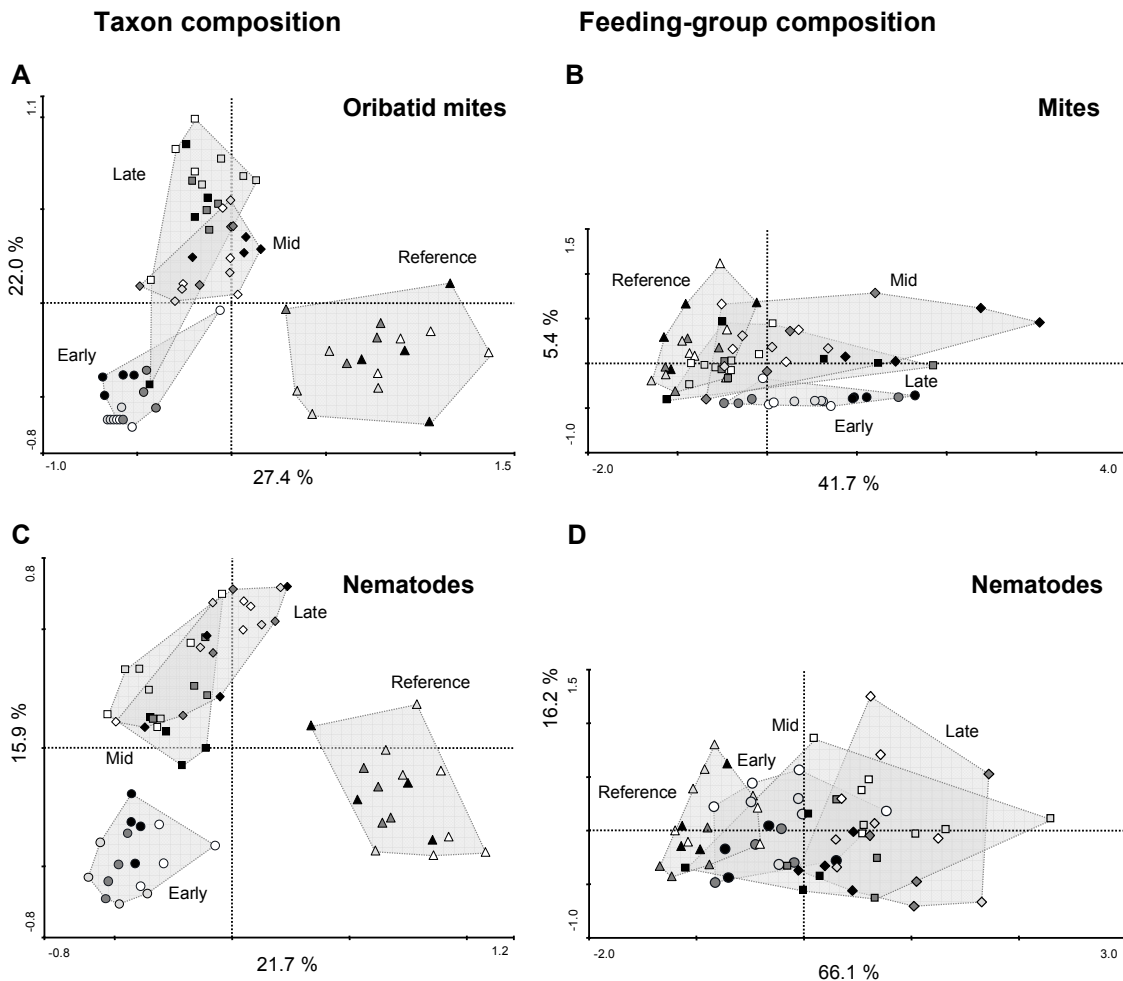 Taxon composition
Feeding-group composition
A
Oribatid mites
1.1
Late
Mid
Reference
22.0 %
Early
-0.8
-1.0
1.5
27.4 %
B
Mites
1.5
Reference
Mid
5.4 %
Late
Early
-1.0
-2.0
4.0
41.7 %
C
Nematodes
0.8
Late
Reference
15.9 %
Mid
Early
-0.8
-0.8
1.2
21.7 %
D
Nematodes
1.5
16.2 %
Mid
Late
Early
Reference
-1.0
-2.0
3.0
66.1 %